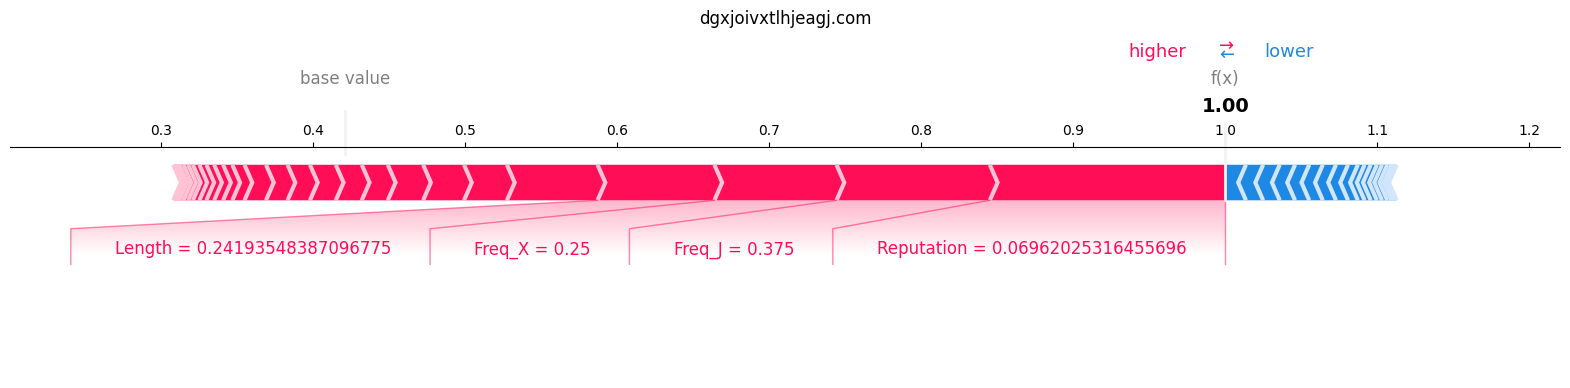 dgxjoivxtlhjeagj.com
higher → ← lower
base value f(x)
1.00
0.3 0.4 0.5 0.6 0.7 0.8 0.9 1.0 1.1 1.2
Length = 0.24193548387096775 Freq_X = 0.25 Freq_J = 0.375 Reputation = 0.06962025316455696